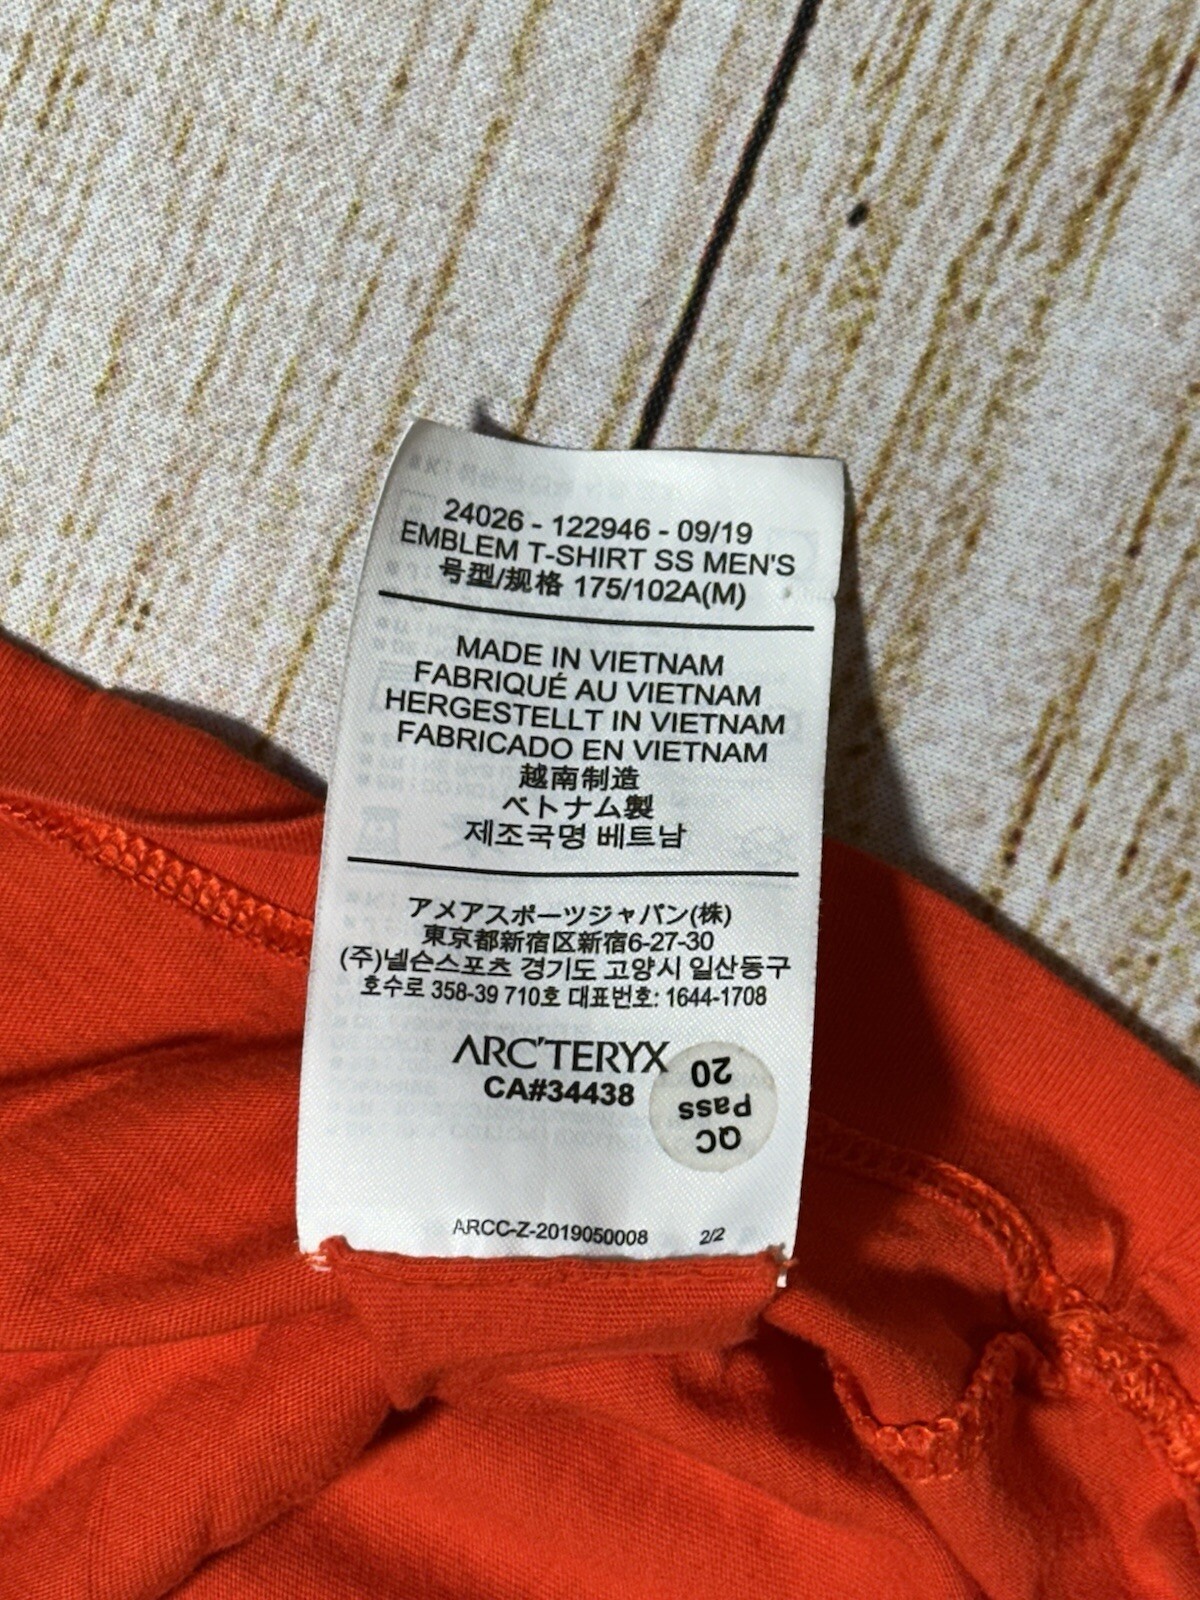 24026 - 122946 - 09/19
EMBLEM T-SHIRT SS MEN'S
号型/规格 175/102A(M)
MADE IN VIETNAM
FABRIQUÉ AU VIETNAM
HERGESTELLT IN VIETNAM
FABRICADO EN VIETNAM
越南制造
ベトナム製
제조국명 베트남
アメアスポーツジャパン(株)
東京都新宿区新宿6-27-30
(주)넬슨스포츠 경기도 고양시 일산동구
호수로 358-39 710호 대표번호: 1644-1708
ARC'TERYX
CA#34438
QC
Pass
20
ARCC-Z-2019050008 2/2